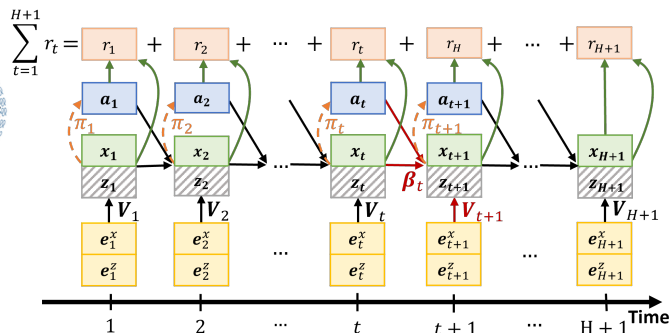 H+1
∑ r_t = r_1 + r_2 + ... + r_t + r_H + ... + r_{H+1}
t=1
a_1 a_2 a_t a_{t+1}
π_1 π_2 π_t π_{t+1}
x_1 x_2 ... x_t x_{t+1} ... x_{H+1}
z_1 z_2 z_t β_t z_{t+1} z_{H+1}
V_1 V_2 V_t V_{t+1} V_{H+1}
e_1^x e_2^x ... e_t^x e_{t+1}^x ... e_{H+1}^x
e_1^z e_2^z e_t^z e_{t+1}^z e_{H+1}^z
Time
1 2 ... t t + 1 ... H + 1